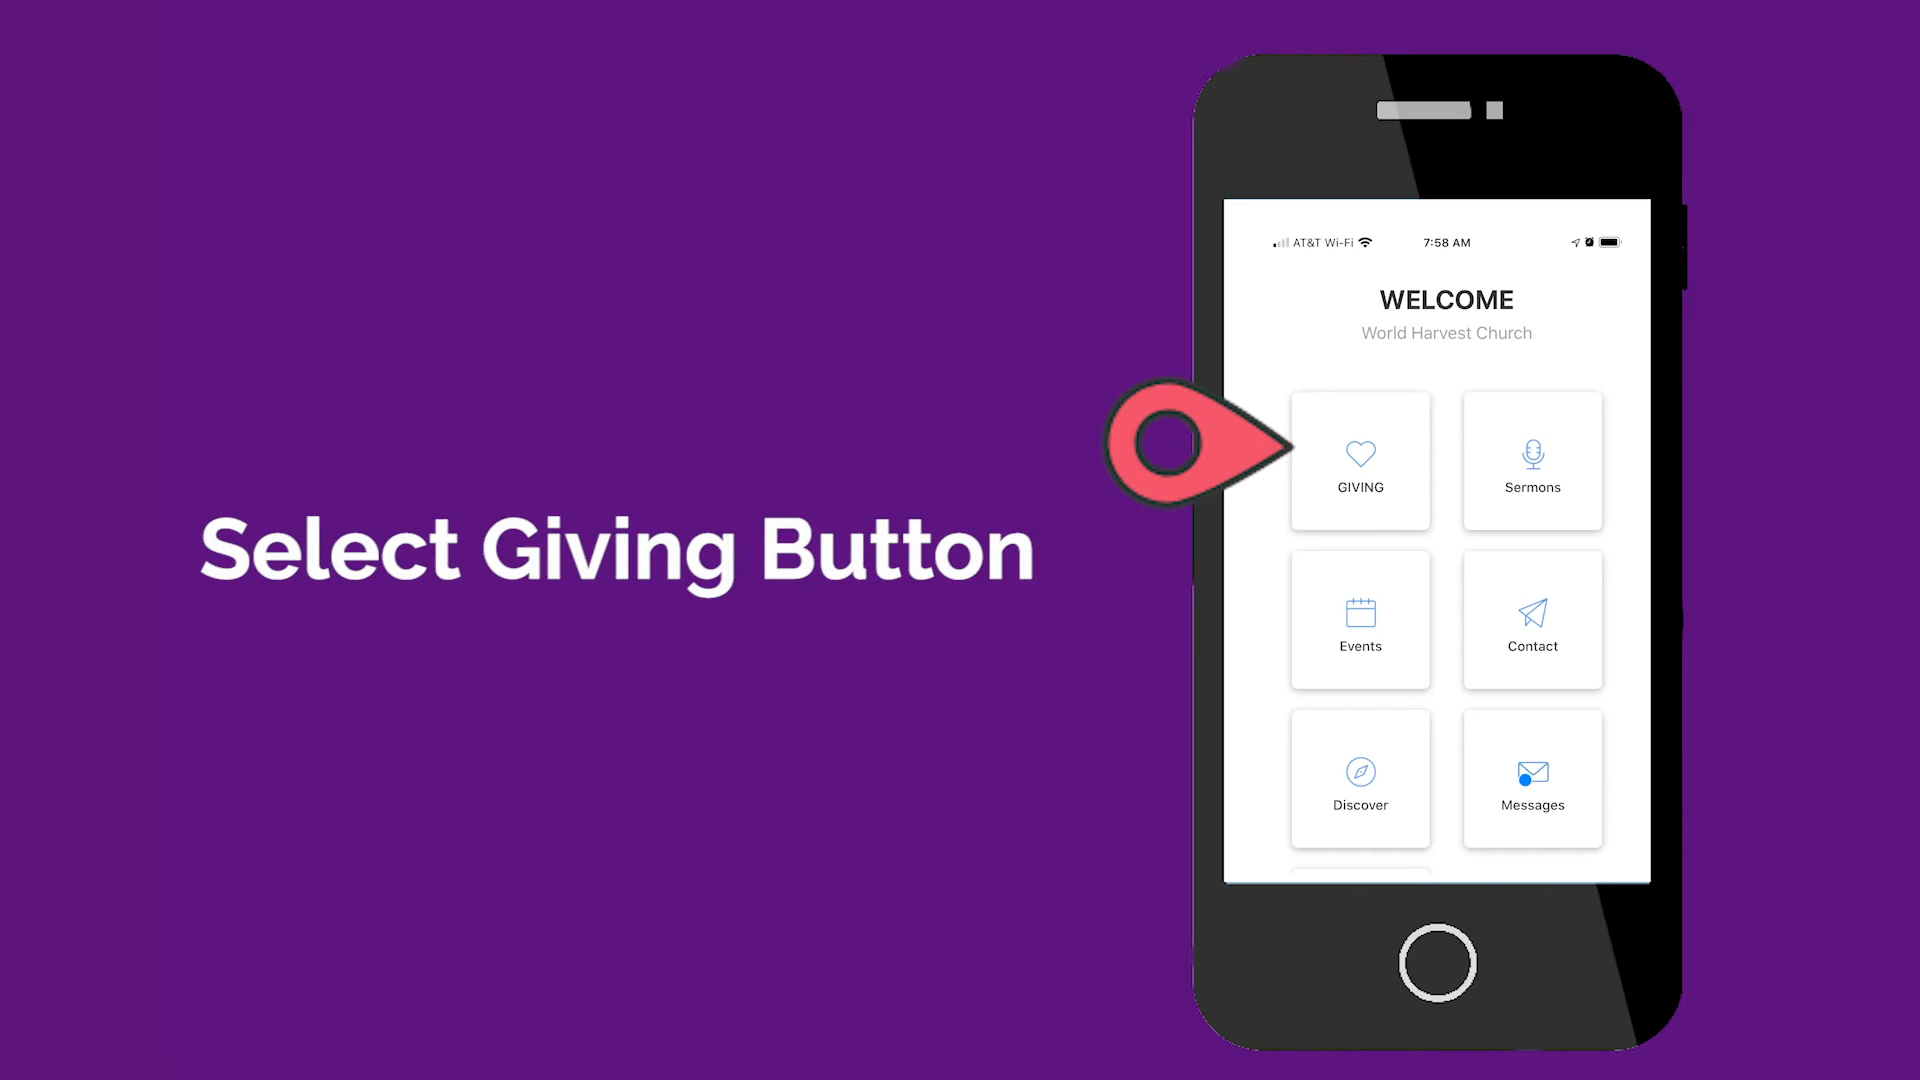 Select Giving Button
AT&T Wi-Fi 7:58 AM
WELCOME
World Harvest Church
GIVING
Sermons
Events
Contact
Discover
Messages